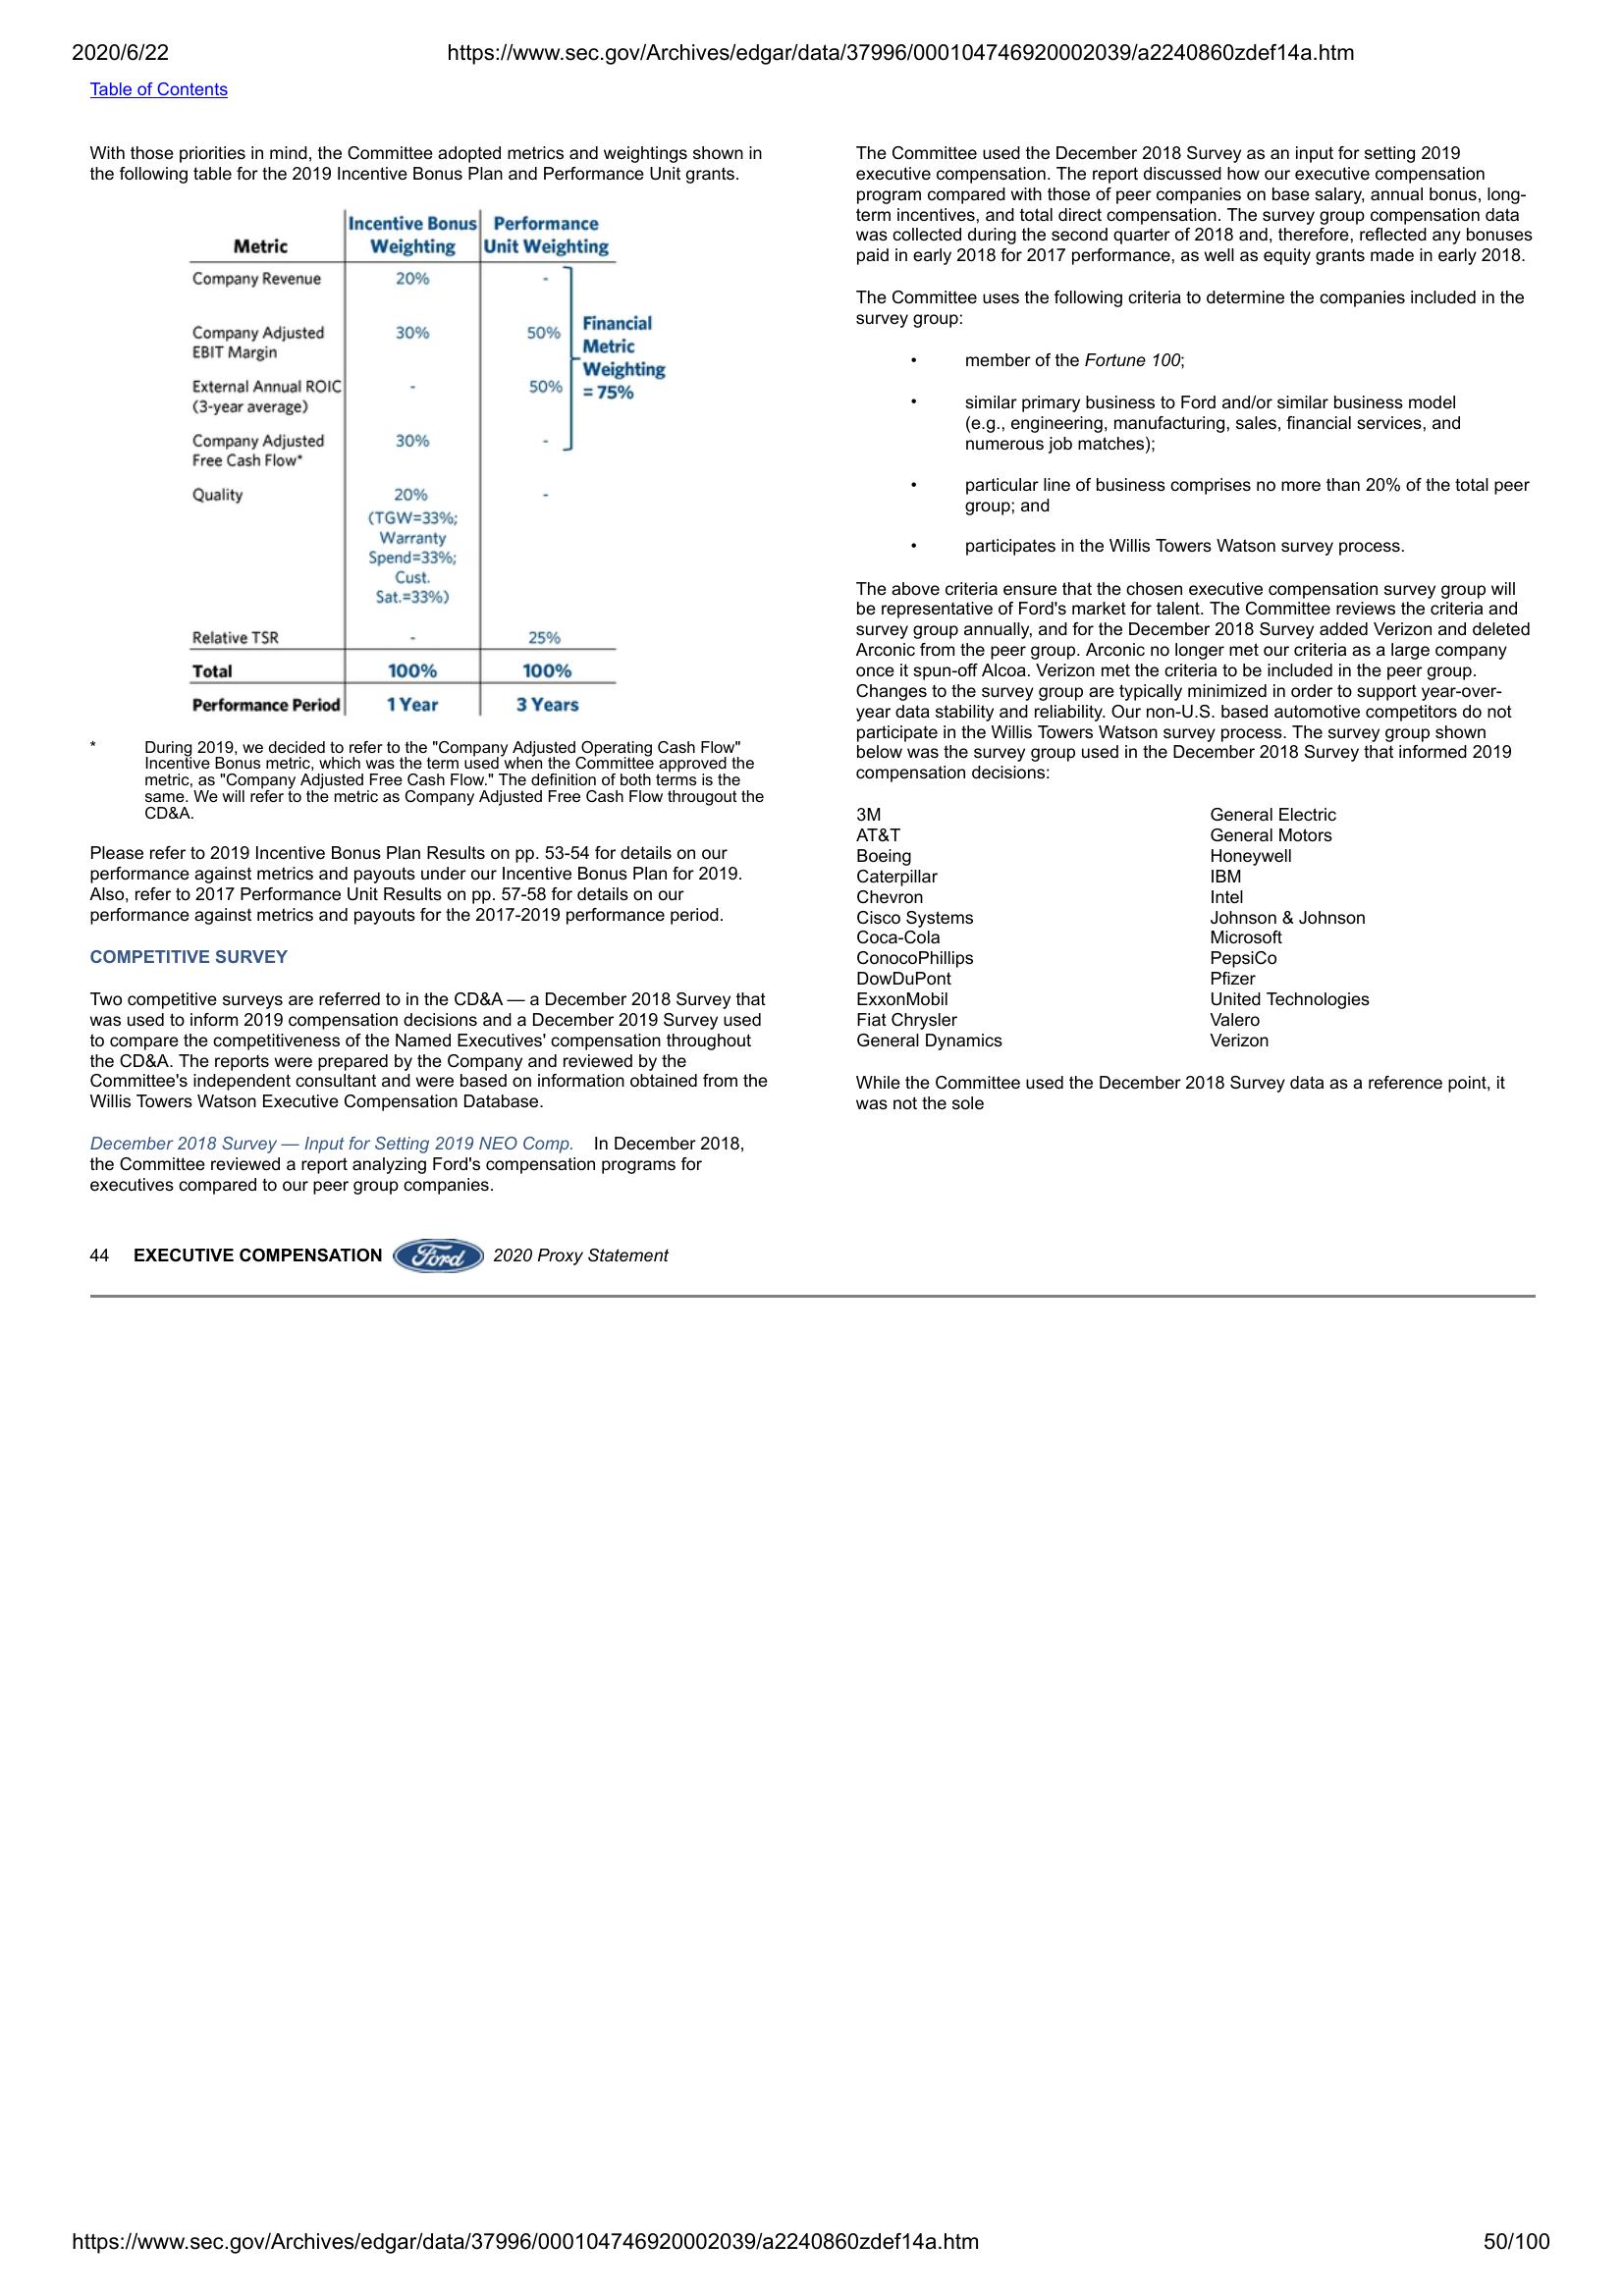 2020/6/22 https://www.sec.gov/Archives/edgar/data/37996/000104746920002039/a2240860zdef14a.htm
Table of Contents
With those priorities in mind, the Committee adopted metrics and weightings shown in
the following table for the 2019 Incentive Bonus Plan and Performance Unit grants.
Metric Incentive Bonus Weighting Performance Unit Weighting
Company Revenue 20% -
Company Adjusted EBIT Margin 30% 50%
External Annual ROIC (3-year average) - 50%
Company Adjusted Free Cash Flow* 30% -
Financial
Metric
Weighting
= 75%
Quality 20% -
(TGW=33%;
Warranty
Spend=33%;
Cust.
Sat.=33%)
Relative TSR - 25%
Total 100% 100%
Performance Period 1 Year 3 Years
* During 2019, we decided to refer to the "Company Adjusted Operating Cash Flow"
Incentive Bonus metric, which was the term used when the Committee approved the
metric, as "Company Adjusted Free Cash Flow." The definition of both terms is the
same. We will refer to the metric as Company Adjusted Free Cash Flow througout the
CD&A.
Please refer to 2019 Incentive Bonus Plan Results on pp. 53-54 for details on our
performance against metrics and payouts under our Incentive Bonus Plan for 2019.
Also, refer to 2017 Performance Unit Results on pp. 57-58 for details on our
performance against metrics and payouts for the 2017-2019 performance period.
COMPETITIVE SURVEY
Two competitive surveys are referred to in the CD&A — a December 2018 Survey that
was used to inform 2019 compensation decisions and a December 2019 Survey used
to compare the competitiveness of the Named Executives' compensation throughout
the CD&A. The reports were prepared by the Company and reviewed by the
Committee's independent consultant and were based on information obtained from the
Willis Towers Watson Executive Compensation Database.
December 2018 Survey — Input for Setting 2019 NEO Comp. In December 2018,
the Committee reviewed a report analyzing Ford's compensation programs for
executives compared to our peer group companies.
The Committee used the December 2018 Survey as an input for setting 2019
executive compensation. The report discussed how our executive compensation
program compared with those of peer companies on base salary, annual bonus, long-
term incentives, and total direct compensation. The survey group compensation data
was collected during the second quarter of 2018 and, therefore, reflected any bonuses
paid in early 2018 for 2017 performance, as well as equity grants made in early 2018.
The Committee uses the following criteria to determine the companies included in the
survey group:
• member of the Fortune 100;
• similar primary business to Ford and/or similar business model
(e.g., engineering, manufacturing, sales, financial services, and
numerous job matches);
• particular line of business comprises no more than 20% of the total peer
group; and
• participates in the Willis Towers Watson survey process.
The above criteria ensure that the chosen executive compensation survey group will
be representative of Ford's market for talent. The Committee reviews the criteria and
survey group annually, and for the December 2018 Survey added Verizon and deleted
Arconic from the peer group. Arconic no longer met our criteria as a large company
once it spun-off Alcoa. Verizon met the criteria to be included in the peer group.
Changes to the survey group are typically minimized in order to support year-over-
year data stability and reliability. Our non-U.S. based automotive competitors do not
participate in the Willis Towers Watson survey process. The survey group shown
below was the survey group used in the December 2018 Survey that informed 2019
compensation decisions:
3M General Electric
AT&T General Motors
Boeing Honeywell
Caterpillar IBM
Chevron Intel
Cisco Systems Johnson & Johnson
Coca-Cola Microsoft
ConocoPhillips PepsiCo
DowDuPont Pfizer
ExxonMobil United Technologies
Fiat Chrysler Valero
General Dynamics Verizon
While the Committee used the December 2018 Survey data as a reference point, it
was not the sole
44 EXECUTIVE COMPENSATION Ford 2020 Proxy Statement
https://www.sec.gov/Archives/edgar/data/37996/000104746920002039/a2240860zdef14a.htm 50/100